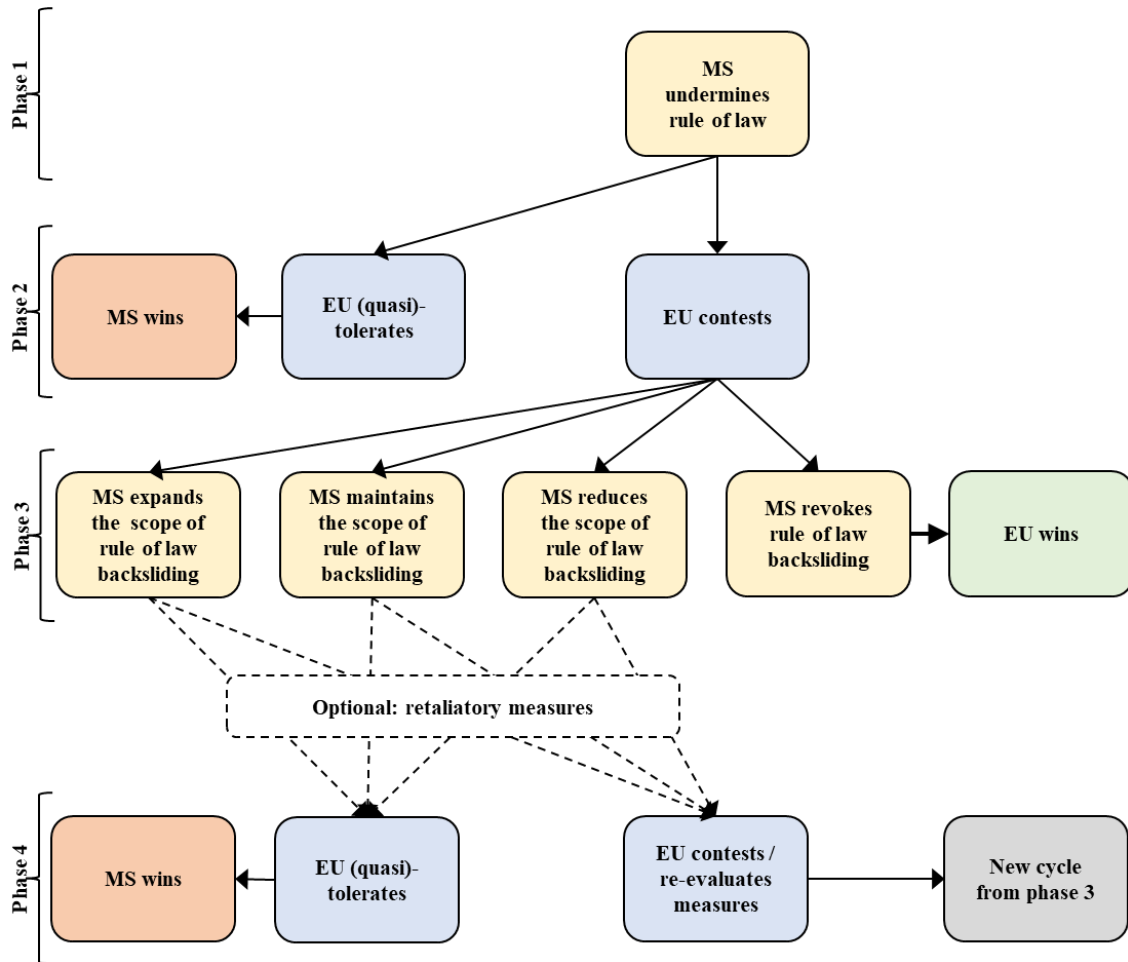 Phase 1
MS
undermines
rule of law
Phase 2
MS wins
EU (quasi)-
tolerates
EU contests
Phase 3
MS expands
the scope of
rule of law
backsliding
MS maintains
the scope of
rule of law
backsliding
MS reduces
the scope of
rule of law
backsliding
MS revokes
rule of law
backsliding
EU wins
Optional: retaliatory measures
Phase 4
MS wins
EU (quasi)-
tolerates
EU contests /
re-evaluates
measures
New cycle
from phase 3